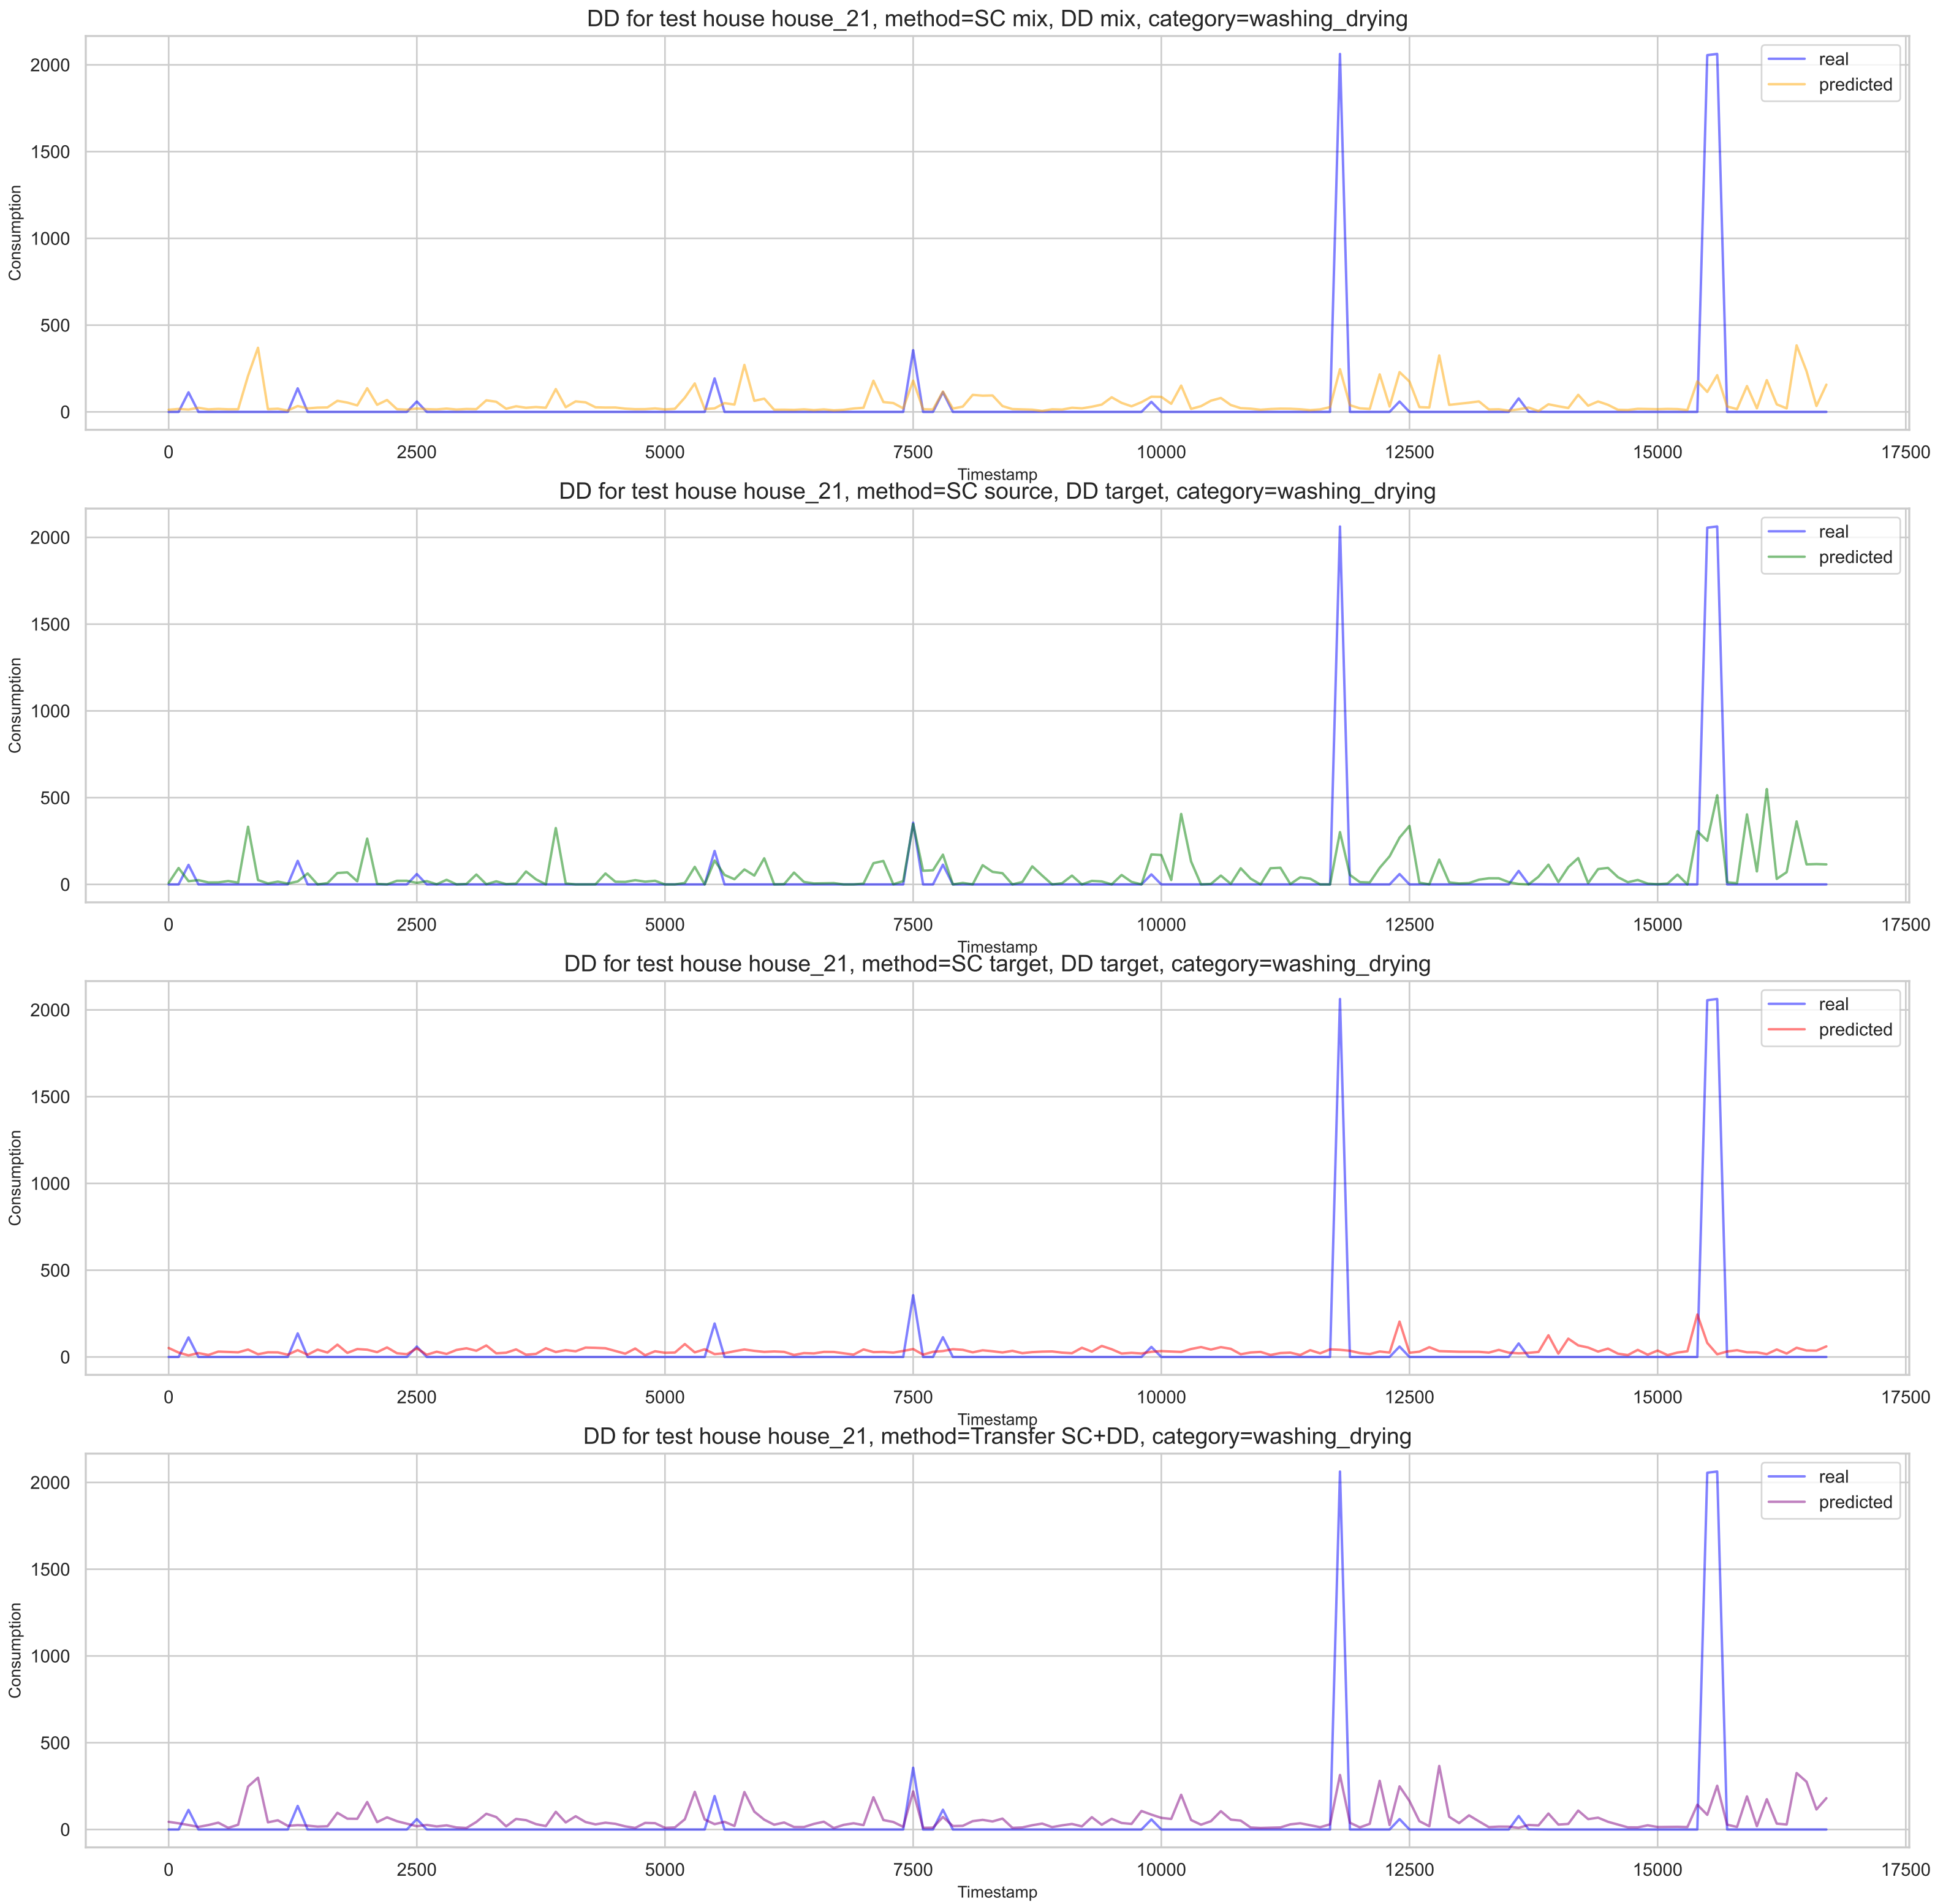 DD for test house house_21, method=SC mix, DD mix, category=washing_drying
real
predicted
Consumption
2000
1500
1000
500
0
0 2500 5000 7500 10000 12500 15000 17500
Timestamp
DD for test house house_21, method=SC source, DD target, category=washing_drying
real
predicted
Consumption
2000
1500
1000
500
0
0 2500 5000 7500 10000 12500 15000 17500
Timestamp
DD for test house house_21, method=SC target, DD target, category=washing_drying
real
predicted
Consumption
2000
1500
1000
500
0
0 2500 5000 7500 10000 12500 15000 17500
Timestamp
DD for test house house_21, method=Transfer SC+DD, category=washing_drying
real
predicted
Consumption
2000
1500
1000
500
0
0 2500 5000 7500 10000 12500 15000 17500
Timestamp